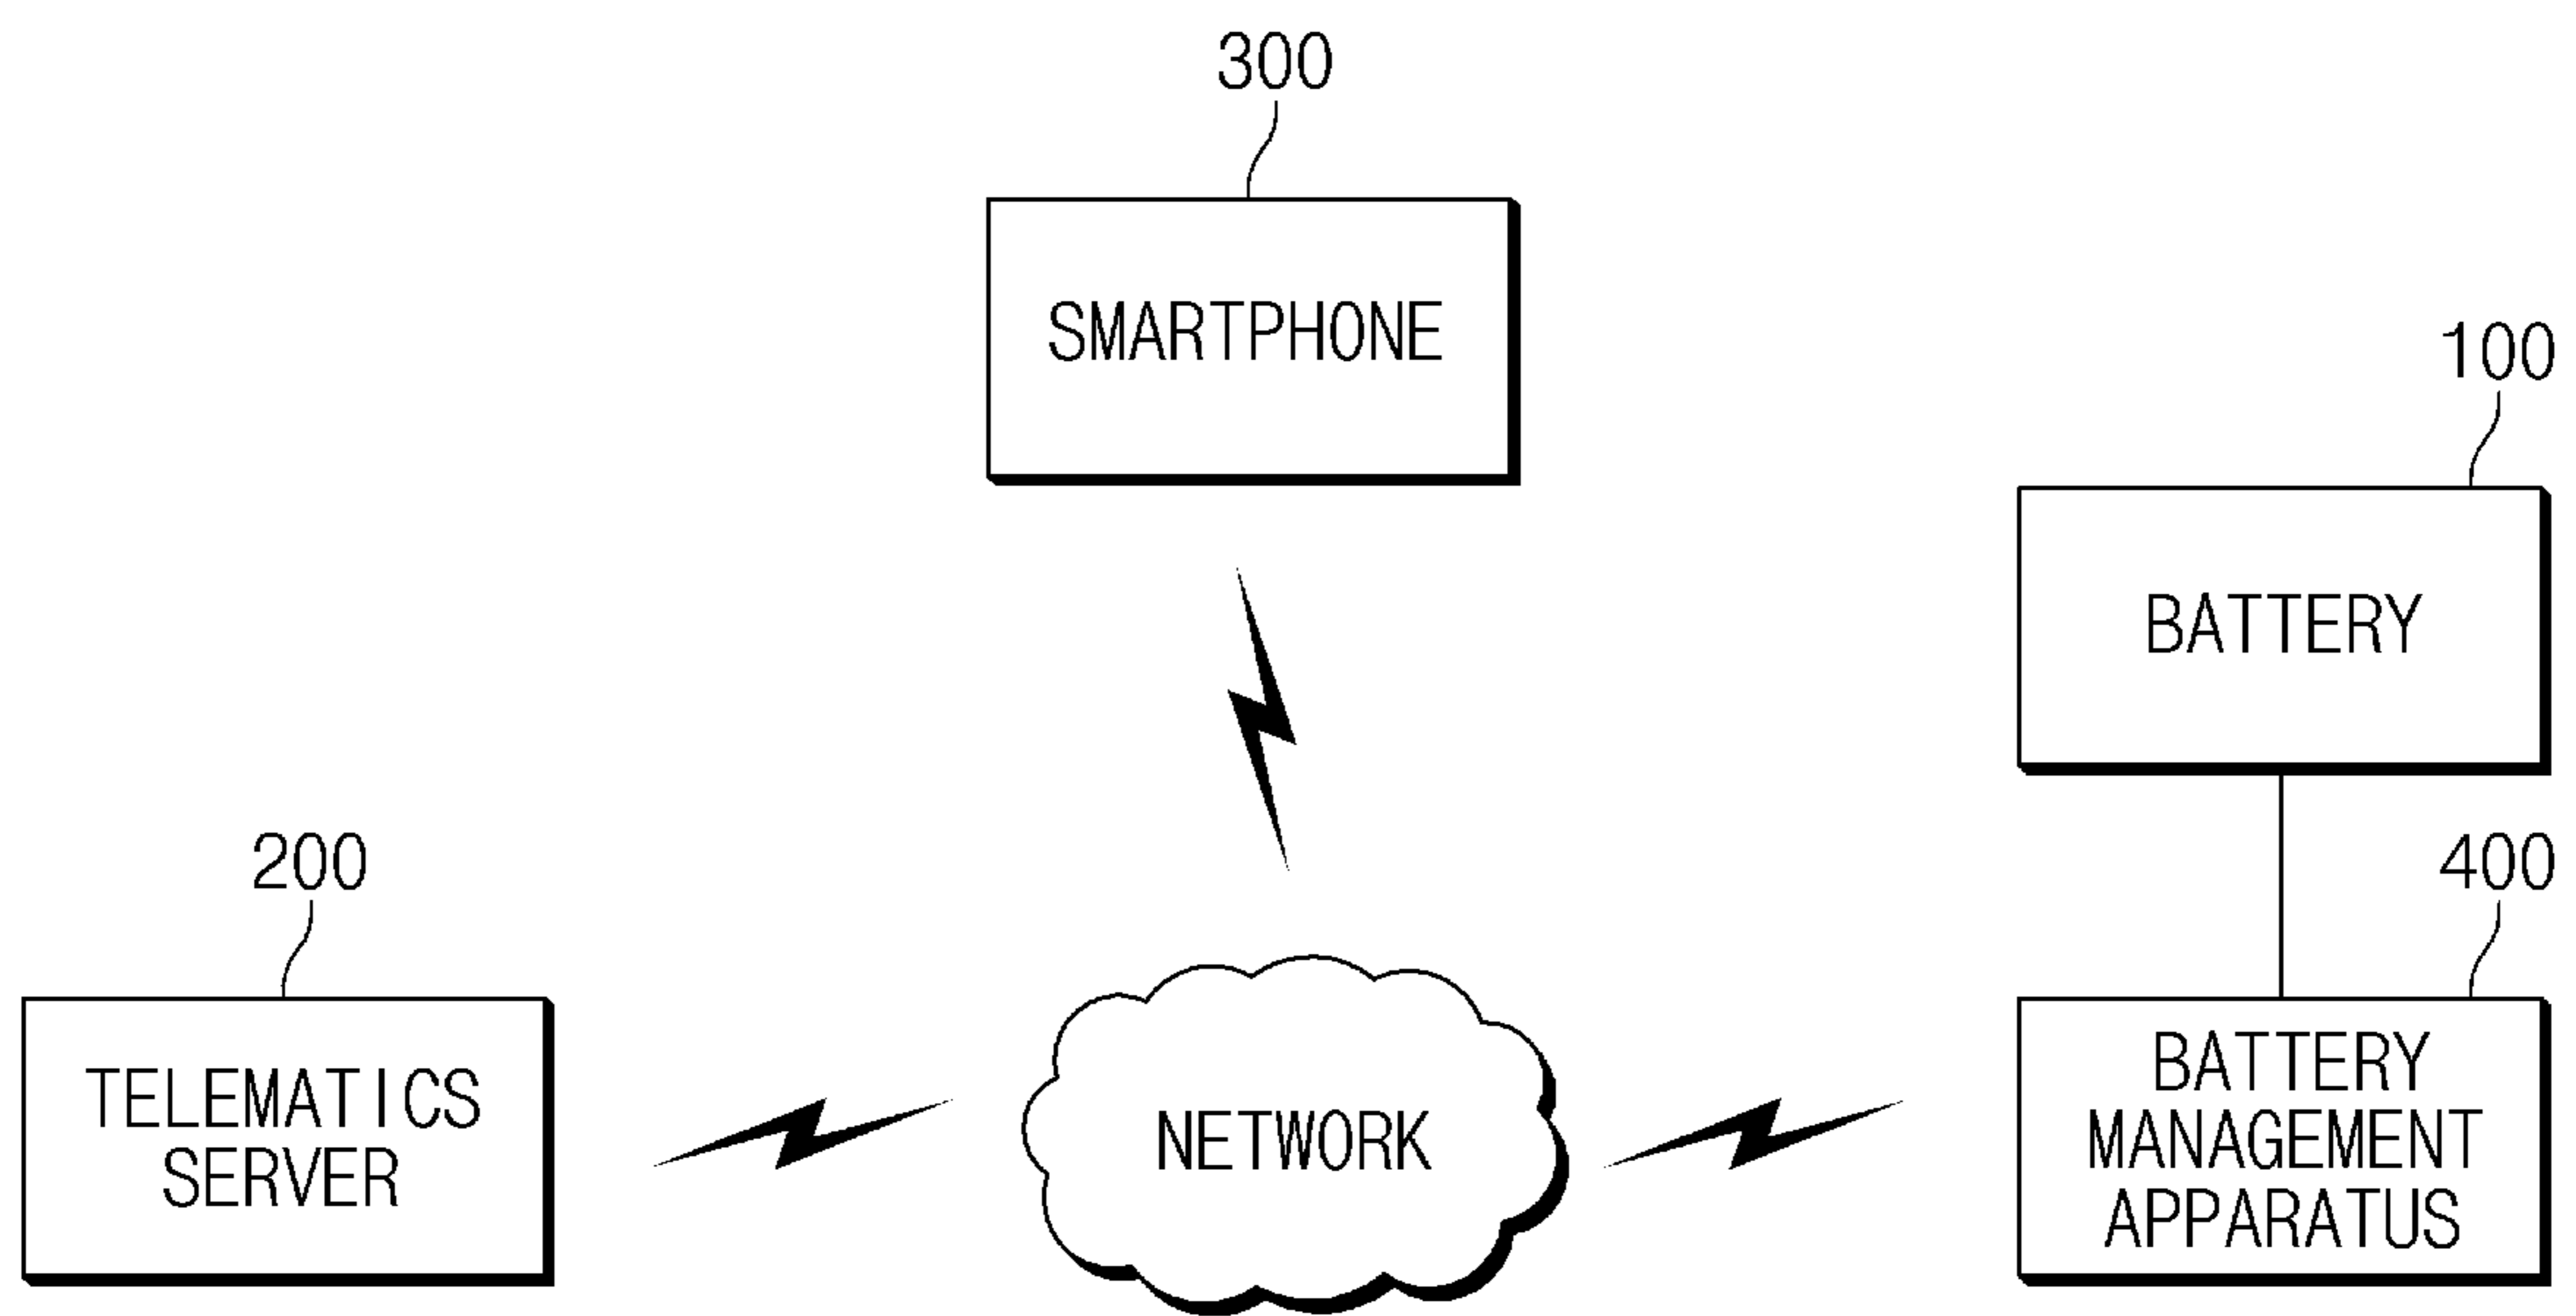 300
SMARTPHONE
100
BATTERY
200
TELEMATICS
SERVER
NETWORK
400
BATTERY
MANAGEMENT
APPARATUS